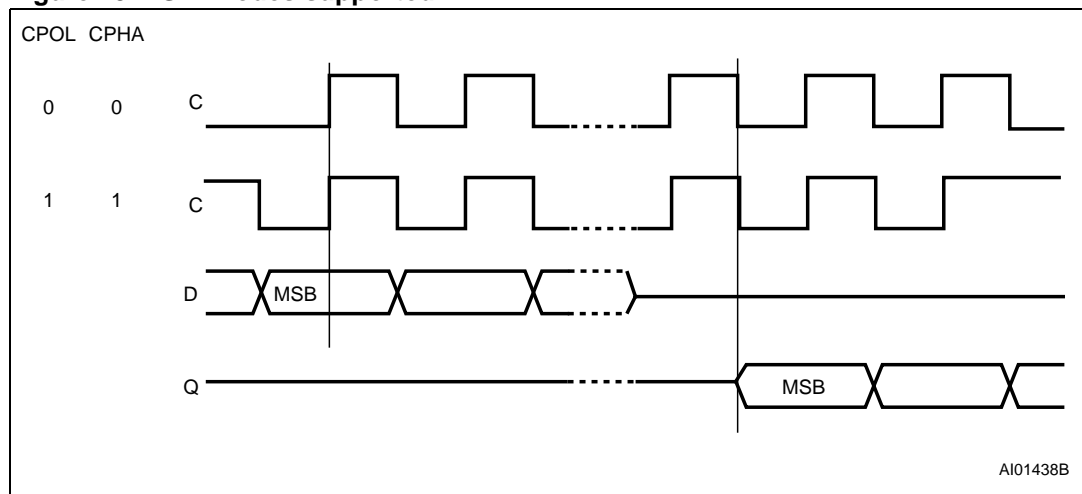 CPOL CPHA
0 0 C
1 1 C
D MSB
Q MSB
AI01438B